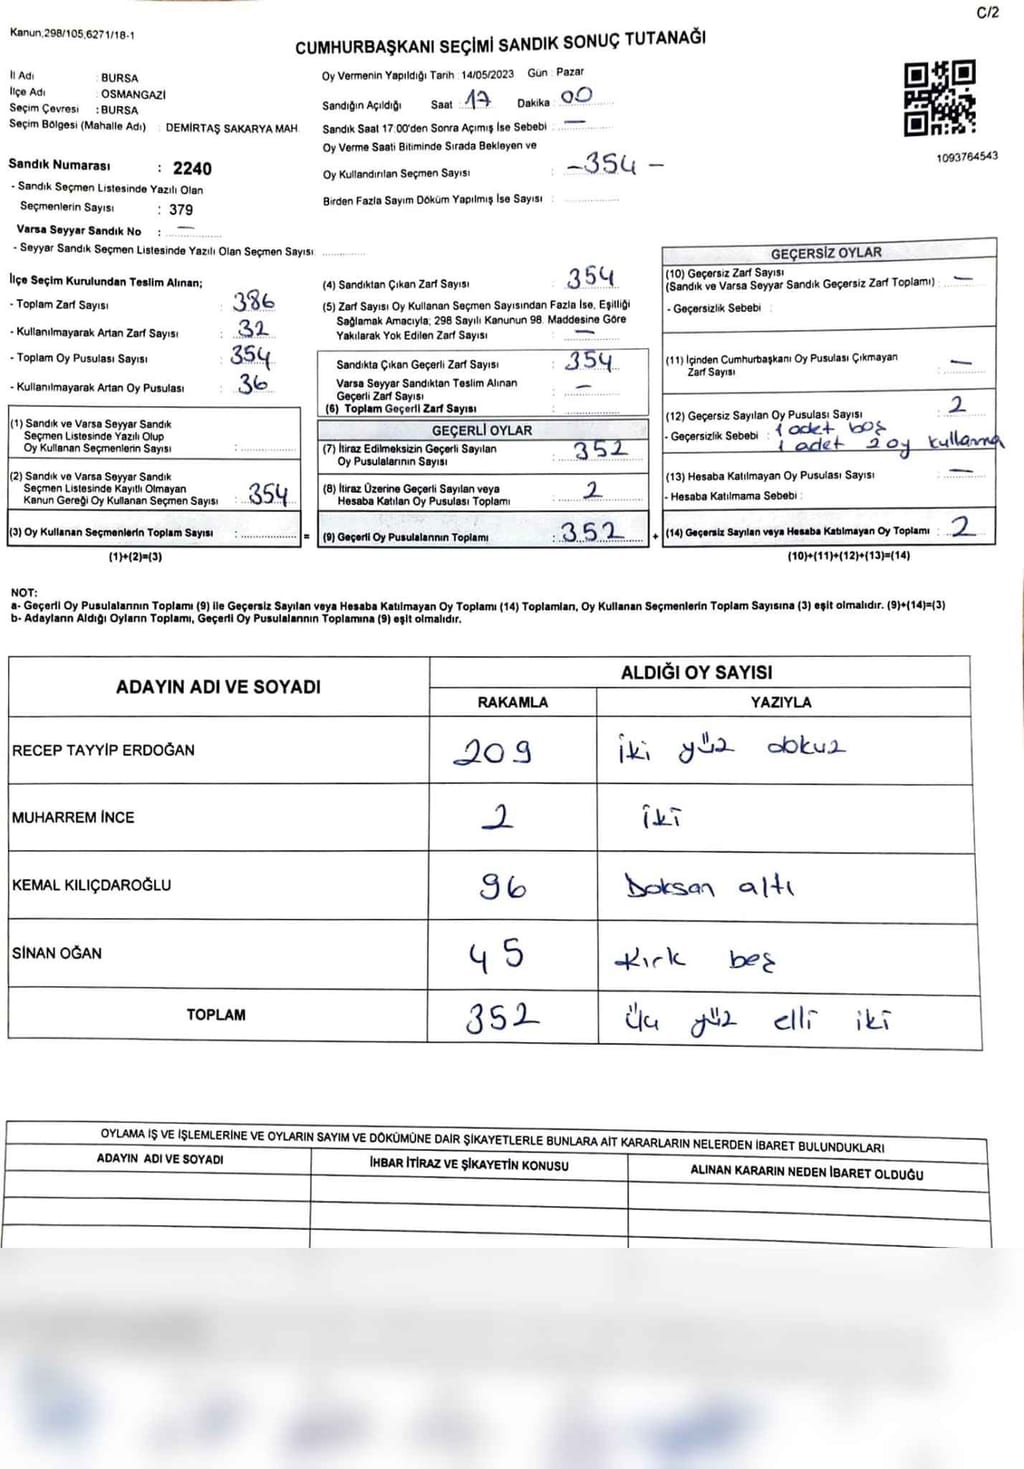 C/2
Kanun,298/105,6271/18-1
CUMHURBAŞKANI SEÇİMİ SANDIK SONUÇ TUTANAĞI
İl Adı : BURSA
İlçe Adı : OSMANGAZİ
Seçim Çevresi : BURSA
Seçim Bölgesi (Mahalle Adı) : DEMİRTAŞ SAKARYA MAH.
Sandık Numarası : 2240
- Sandık Seçmen Listesinde Yazılı Olan
Seçmenlerin Sayısı : 379
Varsa Seyyar Sandık No : —
- Seyyar Sandık Seçmen Listesinde Yazılı Olan Seçmen Sayısı:
Oy Vermenin Yapıldığı Tarih : 14/05/2023 Gün : Pazar
Sandığın Açıldığı Saat : 17 Dakika : 00
Sandık Saat 17:00'den Sonra Açımış İse Sebebi : —
Oy Verme Saati Bitiminde Sırada Bekleyen ve
Oy Kullandırılan Seçmen Sayısı : -354-
Birden Fazla Sayım Döküm Yapılmış İse Sayısı :
1093764543
İlçe Seçim Kurulundan Teslim Alınan;
- Toplam Zarf Sayısı : 386
- Kullanılmayarak Artan Zarf Sayısı : 32
- Toplam Oy Pusulası Sayısı : 354
- Kullanılmayarak Artan Oy Pusulası : 36
(1) Sandık ve Varsa Seyyar Sandık
Seçmen Listesinde Yazılı Olup
Oy Kullanan Seçmenlerin Sayısı :
(2) Sandık ve Varsa Seyyar Sandık
Seçmen Listesinde Kayıtlı Olmayan
Kanun Gereği Oy Kullanan Seçmen Sayısı : 354
(3) Oy Kullanan Seçmenlerin Toplam Sayısı : =
(1)+(2)=(3)
(4) Sandıktan Çıkan Zarf Sayısı : 354
(5) Zarf Sayısı Oy Kullanan Seçmen Sayısından Fazla İse, Eşitliği
Sağlamak Amacıyla; 298 Sayılı Kanunun 98. Maddesine Göre
Yakılarak Yok Edilen Zarf Sayısı : —
Sandıkta Çıkan Geçerli Zarf Sayısı : 354
Varsa Seyyar Sandıktan Teslim Alınan
Geçerli Zarf Sayısı : —
(6) Toplam Geçerli Zarf Sayısı :
GEÇERLİ OYLAR
(7) İtiraz Edilmeksizin Geçerli Sayılan
Oy Pusulalarının Sayısı : 352
(8) İtiraz Üzerine Geçerli Sayılan veya
Hesaba Katılan Oy Pusulası Toplamı : 2
(9) Geçerli Oy Pusulalarının Toplamı : 352 +
GEÇERSİZ OYLAR
(10) Geçersiz Zarf Sayısı
(Sandık ve Varsa Seyyar Sandık Geçersiz Zarf Toplamı) : —
- Geçersizlik Sebebi :
(11) İçinden Cumhurbaşkanı Oy Pusulası Çıkmayan
Zarf Sayısı : —
(12) Geçersiz Sayılan Oy Pusulası Sayısı : 2
- Geçersizlik Sebebi : 1 adet boş
1 adet 2 oy kullanma
(13) Hesaba Katılmayan Oy Pusulası Sayısı : —
- Hesaba Katılmama Sebebi :
(14) Geçersiz Sayılan veya Hesaba Katılmayan Oy Toplamı : 2
(10)+(11)+(12)+(13)=(14)
NOT:
a- Geçerli Oy Pusulalarının Toplamı (9) ile Geçersiz Sayılan veya Hesaba Katılmayan Oy Toplamı (14) Toplamları, Oy Kullanan Seçmenlerin Toplam Sayısına (3) eşit olmalıdır. (9)+(14)=(3)
b- Adayların Aldığı Oyların Toplamı, Geçerli Oy Pusulalarının Toplamına (9) eşit olmalıdır.
ADAYIN ADI VE SOYADI ALDIĞI OY SAYISI
RAKAMLA YAZIYLA
RECEP TAYYİP ERDOĞAN 209 iki yüz dokuz
MUHARREM İNCE 2 iki
KEMAL KILIÇDAROĞLU 96 Doksan altı
SİNAN OĞAN 45 Kırk beş
TOPLAM 352 Üç yüz elli iki
OYLAMA İŞ VE İŞLEMLERİNE VE OYLARIN SAYIM VE DÖKÜMÜNE DAİR ŞİKAYETLERLE BUNLARA AİT KARARLARIN NELERDEN İBARET BULUNDUKLARI
ADAYIN ADI VE SOYADI İHBAR İTİRAZ VE ŞİKAYETİN KONUSU ALINAN KARARIN NEDEN İBARET OLDUĞU